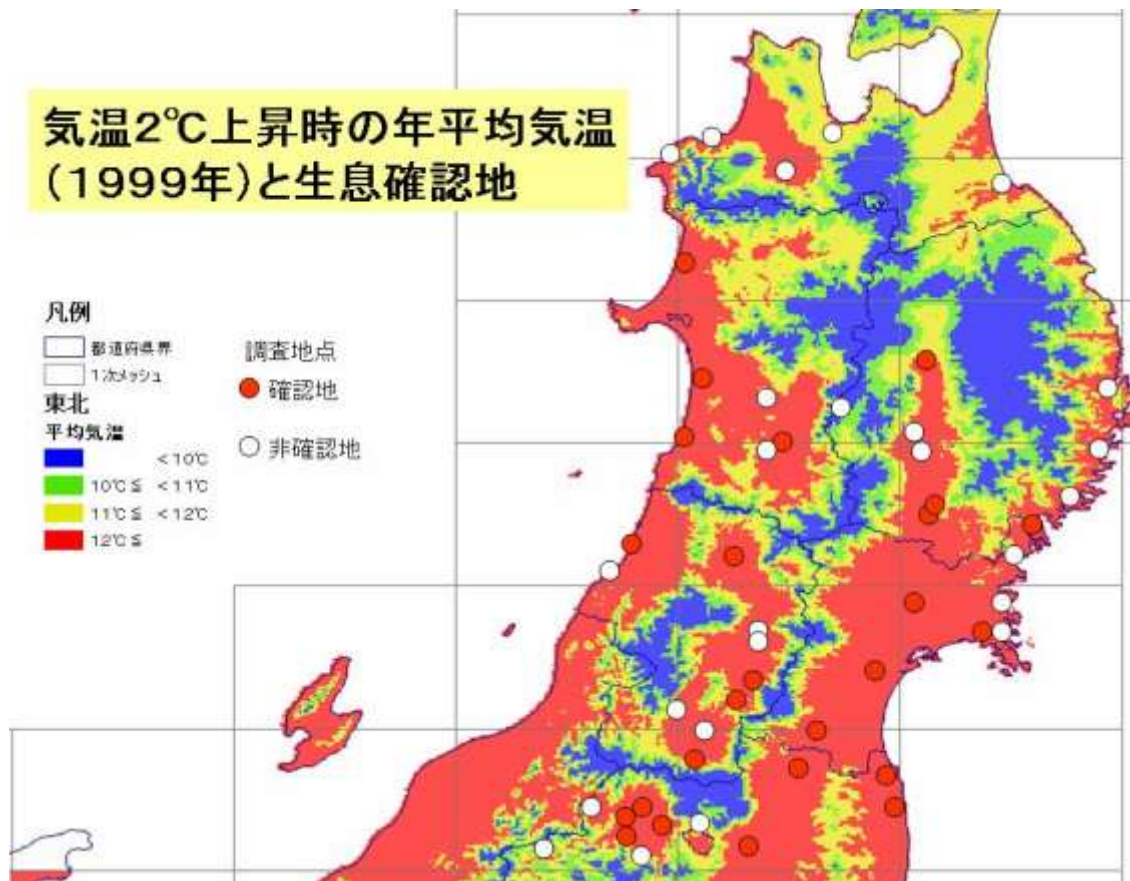 気温2℃上昇時の年平均気温
(1999年)と生息確認地
凡例
都道府県界
1次メッシュ
東北
平均気温
<10℃
10℃≦ <11℃
11℃≦ <12℃
12℃≦
調査地点
確認地
非確認地